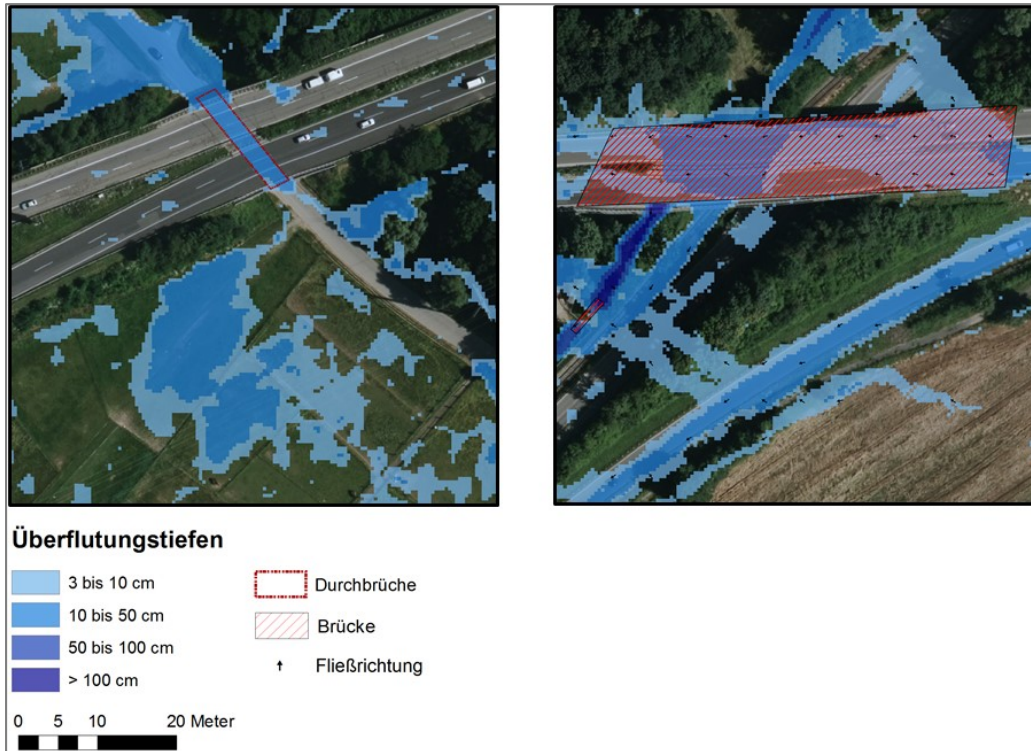 Überflutungstiefen
3 bis 10 cm
10 bis 50 cm
50 bis 100 cm
> 100 cm
Durchbrüche
Brücke
Fließrichtung
0 5 10 20 Meter